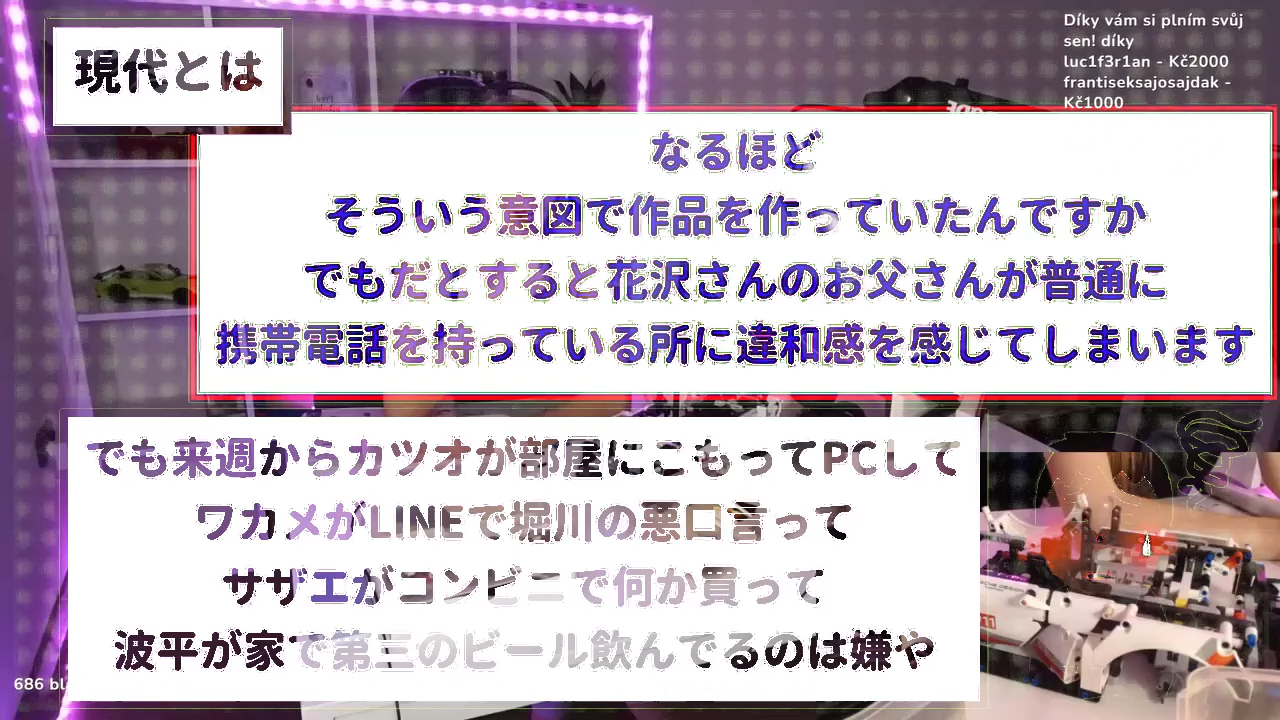 現代とは
Díky vám si plním svůj
sen! díky
luc1f3r1an - Kč2000
frantiseksajosajdak -
Kč1000
なるほど
そういう意図で作品を作っていたんですか
でもだとすると花沢さんのお父さんが普通に
携帯電話を持っている所に違和感を感じてしまいます
でも来週からカツオが部屋にこもってPCして
ワカメがLINEで堀川の悪口言って
サザエがコンビニで何か買って
波平が家で第三のビール飲んでるのは嫌や
686 bl